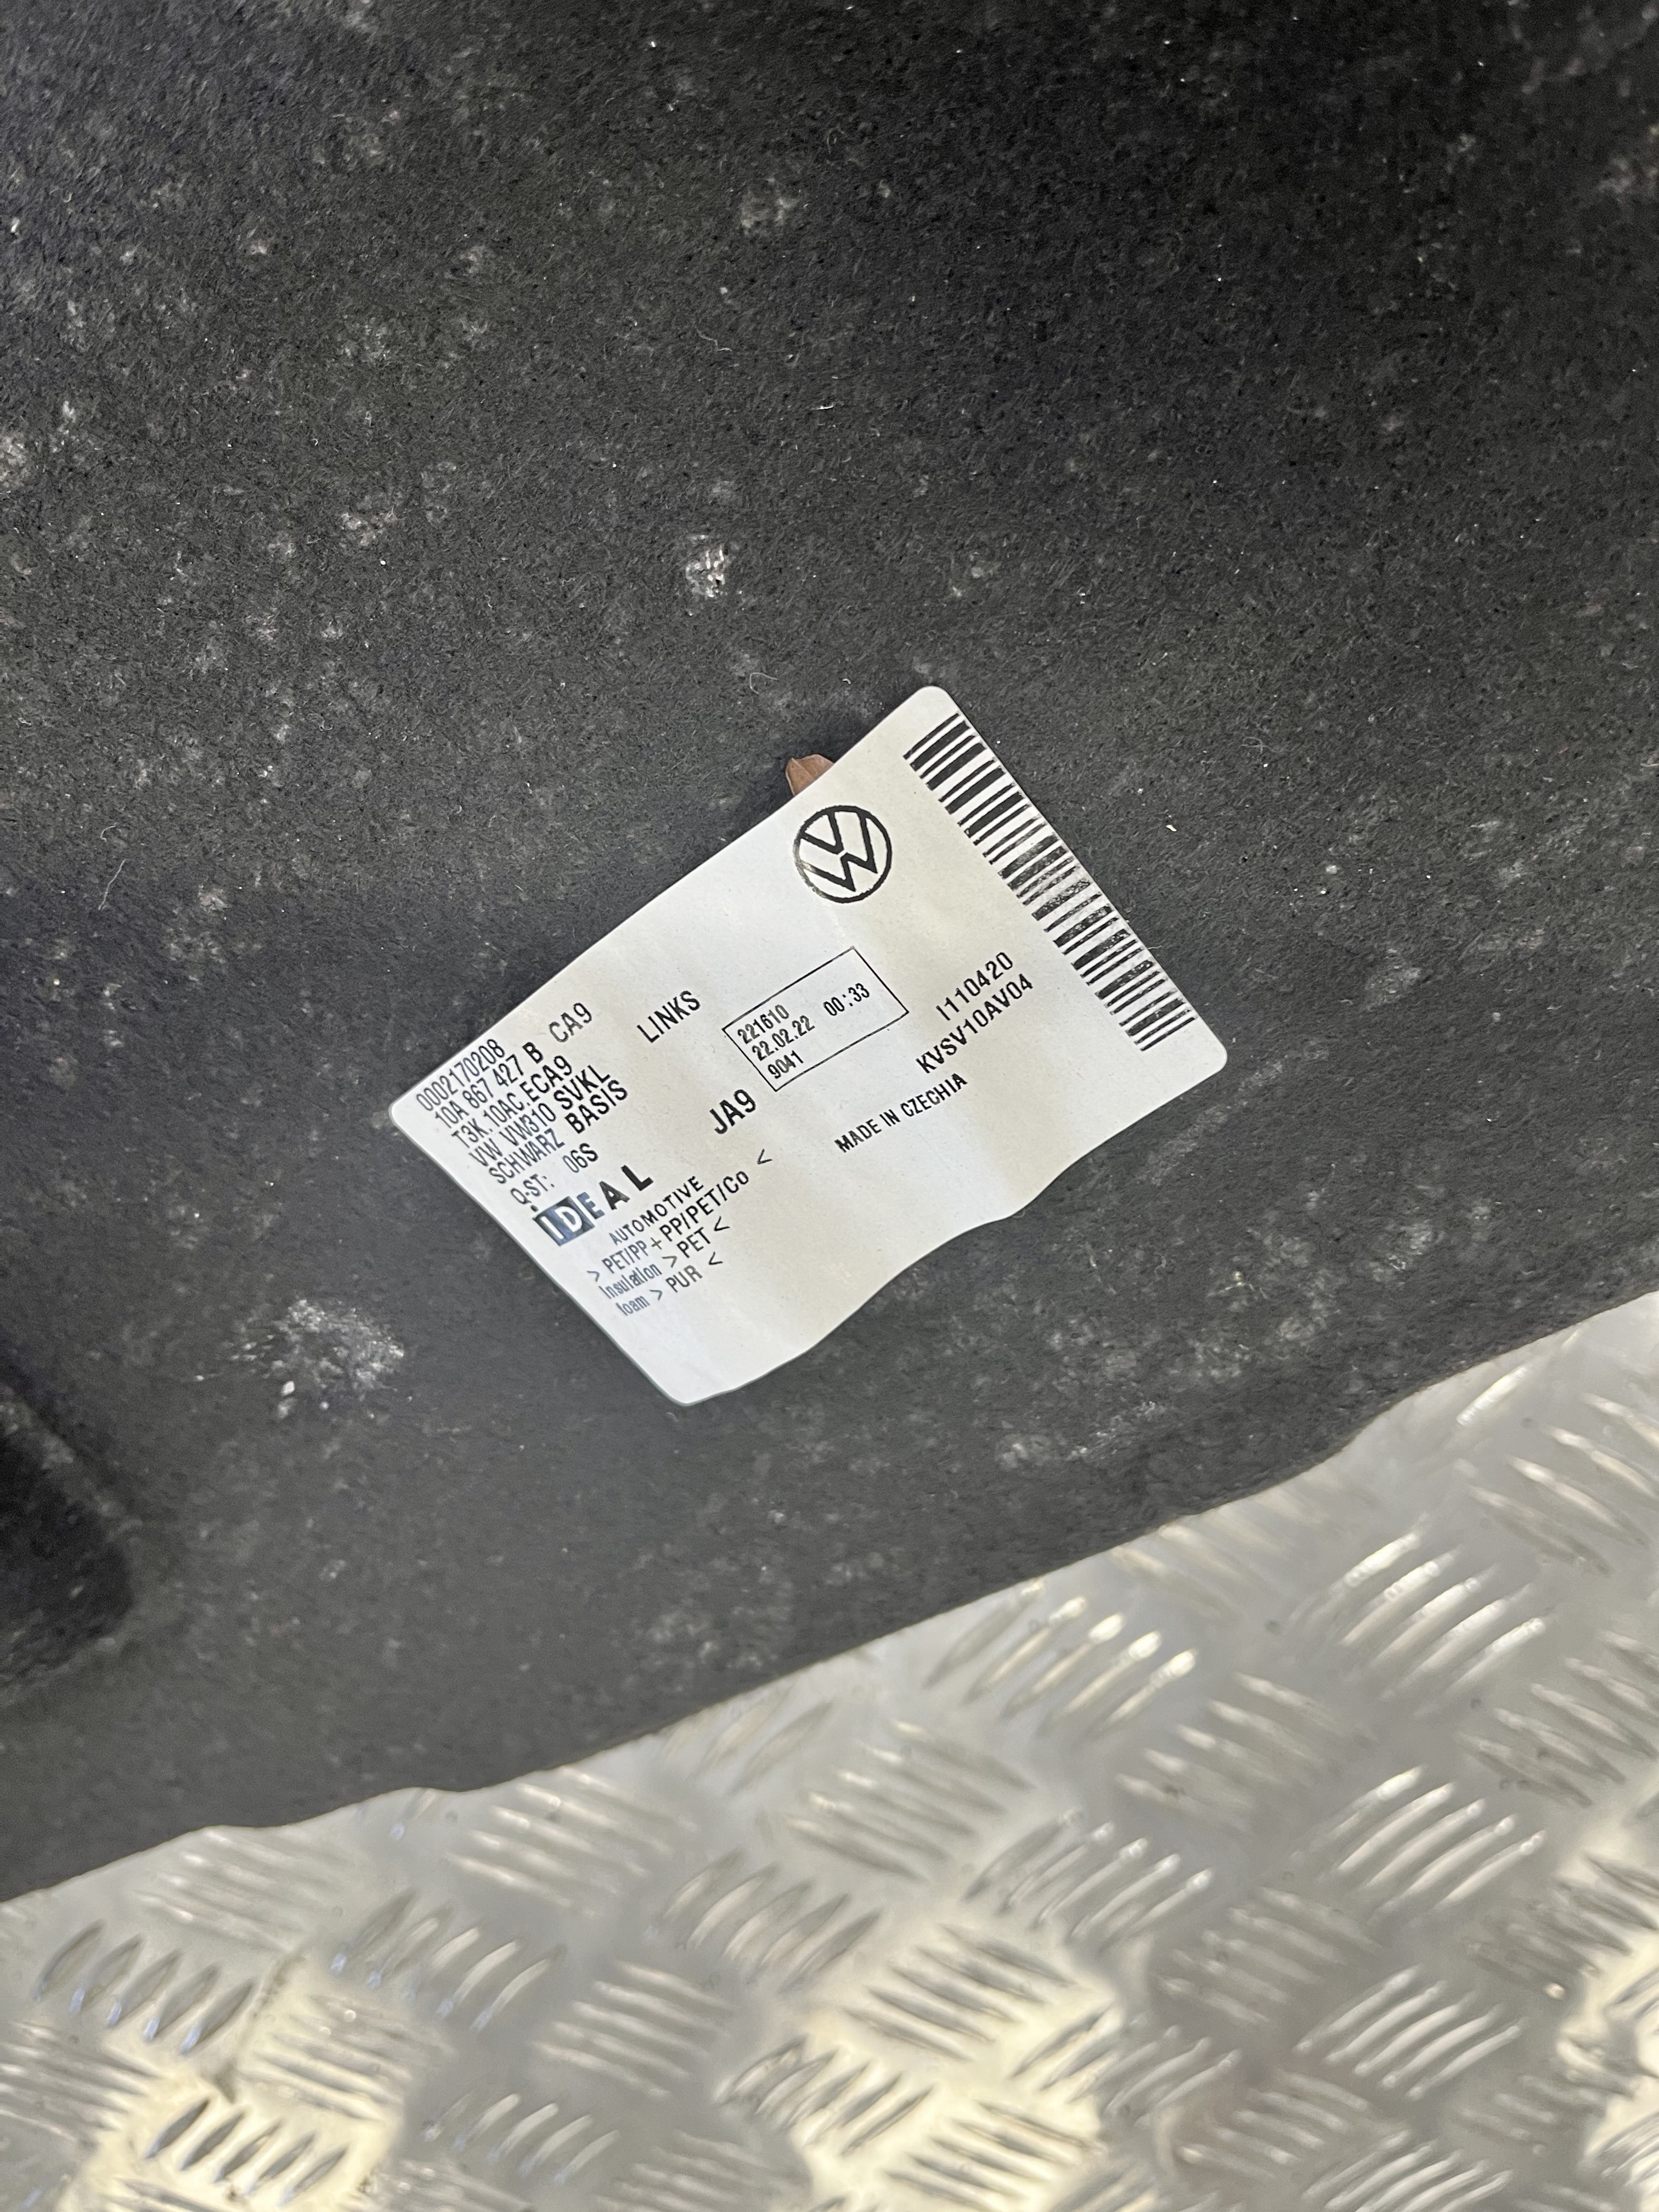 0002170208
10A 867 427 B CA9
T3K.10AC.ECA9
VW VW310 SVKL
SCHWARZ BASIS
Q-ST: 06S
LINKS
JA9
221610
22.02.22 00:33
9041
I110420
KVSV10AV04
MADE IN CZECHIA
IDEAL
AUTOMOTIVE
> PET/PP + PP/PET/Co <
Insulation > PET <
foam > PUR <
VW